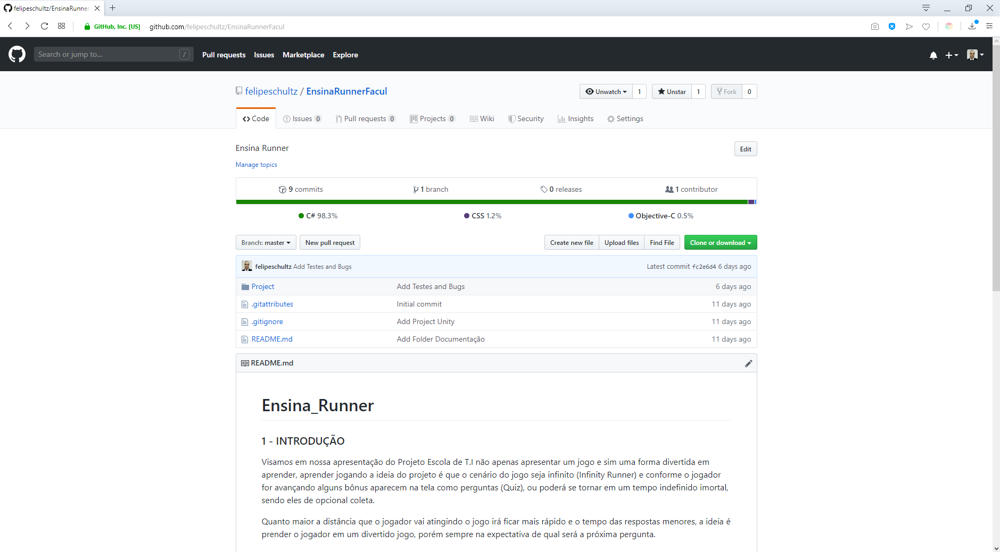 felipeschultz/EnsinaRunner
GitHub, Inc. [US] github.com/felipeschultz/EnsinaRunnerFacul
Search or jump to... / Pull requests Issues Marketplace Explore
felipeschultz / EnsinaRunnerFacul Unwatch 1 Unstar 1 Fork 0
Code Issues 0 Pull requests 0 Projects 0 Wiki Security Insights Settings
Ensina Runner Edit
Manage topics
9 commits 1 branch 0 releases 1 contributor
C# 98.3% CSS 1.2% Objective-C 0.5%
Branch: master New pull request Create new file Upload files Find File Clone or download
felipeschultz Add Testes and Bugs Latest commit fc2e6d4 6 days ago
Project Add Testes and Bugs 6 days ago
.gitattributes Initial commit 11 days ago
.gitignore Add Project Unity 11 days ago
README.md Add Folder Documentação 11 days ago
README.md
Ensina_Runner
1 - INTRODUÇÃO
Visamos em nossa apresentação do Projeto Escola de T.I não apenas apresentar um jogo e sim uma forma divertida em
aprender, aprender jogando a ideia do projeto é que o cenário do jogo seja infinito (Infinity Runner) e conforme o jogador
for avançando alguns bônus aparecem na tela como perguntas (Quiz), ou poderá se tornar em um tempo indefinido imortal,
sendo eles de opcional coleta.
Quanto maior a distância que o jogador vai atingindo o jogo irá ficar mais rápido e o tempo das respostas menores, a ideia é
prender o jogador em um divertido jogo, porém sempre na expectativa de qual será a próxima pergunta.